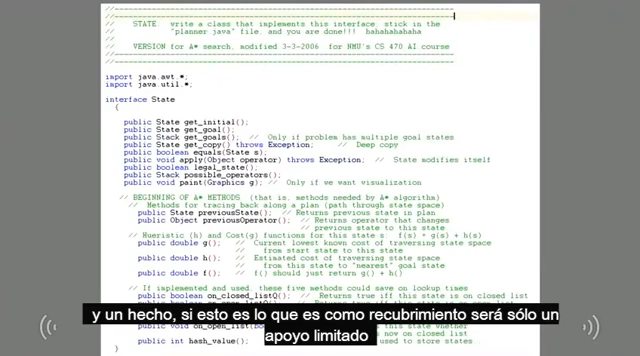 //-------------------------------------------------------------
//-------------------------------------------------------------
// STATE write a class that implements this interface, stick in the
// "planner java" file, and you are done!!! hahahahahaha
//
// VERSION for A* search, modified 3-3-2006 for NMU's CS 470 AI course
//-------------------------------------------------------------
//-------------------------------------------------------------
import java.awt.*;
import java.util.*;
interface State
{
public State get_initial();
public State get_goal();
public Stack get_goals(); // Only if problem has multiple goal states
public State get_copy() throws Exception; // Deep copy
public boolean equals(State s);
public void apply(Object operator) throws Exception; // State modifies itself
public boolean legal_state();
public Stack possible_operators();
public void paint(Graphics g); // Only if we want visualization
// BEGINNING OF A* METHODS (that is, methods needed by A* algoritha)
// Methods for tracing back along a plan (path through state space)
public State previousState(); // Returns previous state in plan
public Object previousOperator(); // Returns operator that changes
// previous state to this state
// Hueristic (h) and Cost(g) functions for this state s f(s) = g(s) + h(s)
public double g(); // Current lowest known cost of traversing state space
// from start state to this state
public double h(); // Estimated cost of traversing state space
// from this state to "nearest" goal state
public double f(); // f() should just return g() + h()
// If implemented and used, these five methods could save on lookup times
public boolean on_closed_listQ(); // Returns true iff this state is on closed list
y un hecho, si esto es lo que es como recubrimiento será sólo un
apoyo limitado
public int hash_value(); used to store states
}